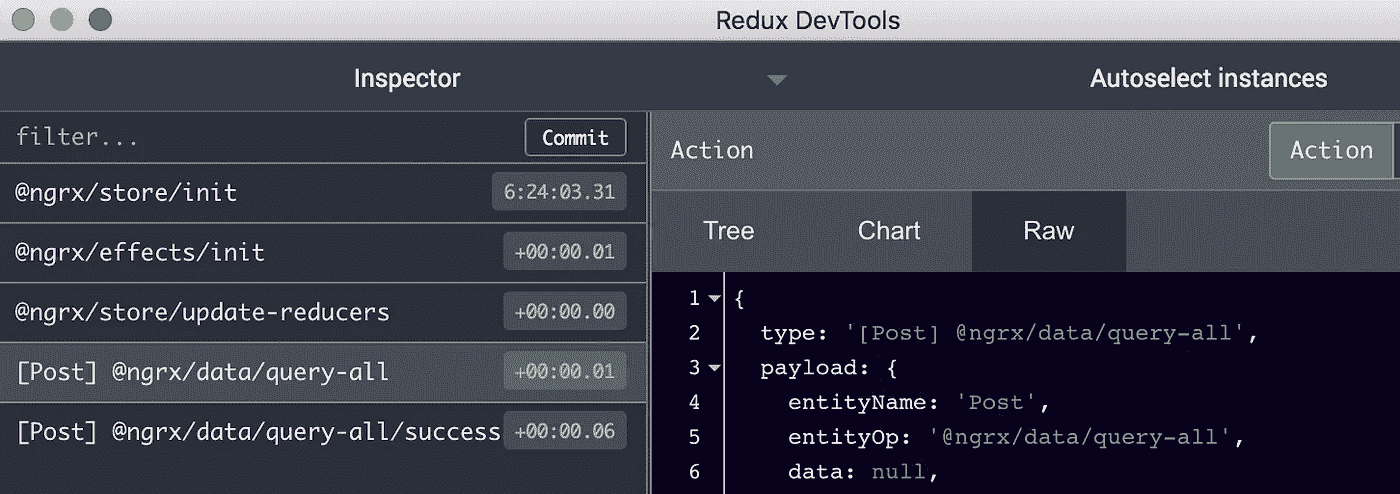 Redux DevTools
Inspector
Autoselect instances
filter...
Commit
@ngrx/store/init
6:24:03.31
@ngrx/effects/init
+00:00.01
@ngrx/store/update-reducers
+00:00.00
[Post] @ngrx/data/query-all
+00:00.01
[Post] @ngrx/data/query-all/success
+00:00.06
Action
Action
Tree
Chart
Raw
1 {
2 type: '[Post] @ngrx/data/query-all',
3 payload: {
4 entityName: 'Post',
5 entityOp: '@ngrx/data/query-all',
6 data: null,